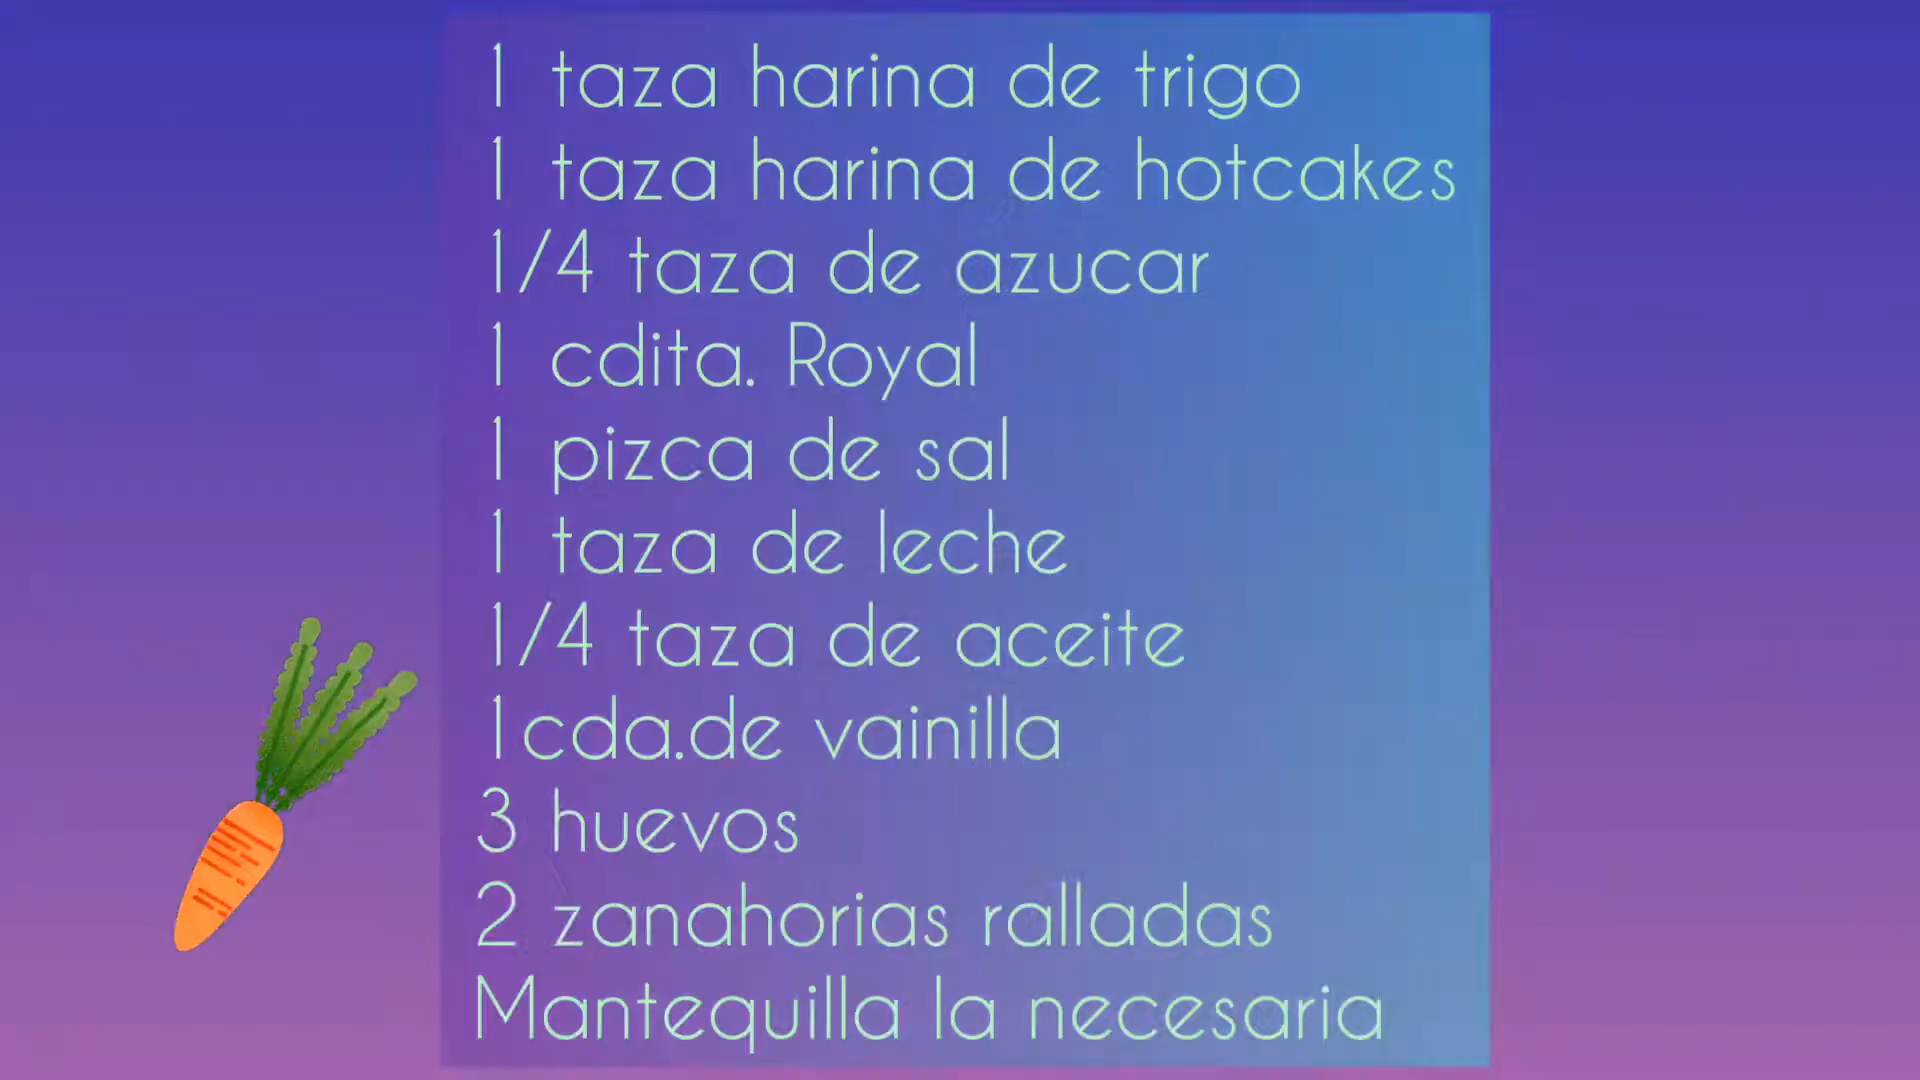 1 taza harina de trigo
1 taza harina de hotcakes
1/4 taza de azucar
1 cdita. Royal
1 pizca de sal
1 taza de leche
1/4 taza de aceite
1cda.de vainilla
3 huevos
2 zanahorias ralladas
Mantequilla la necesaria